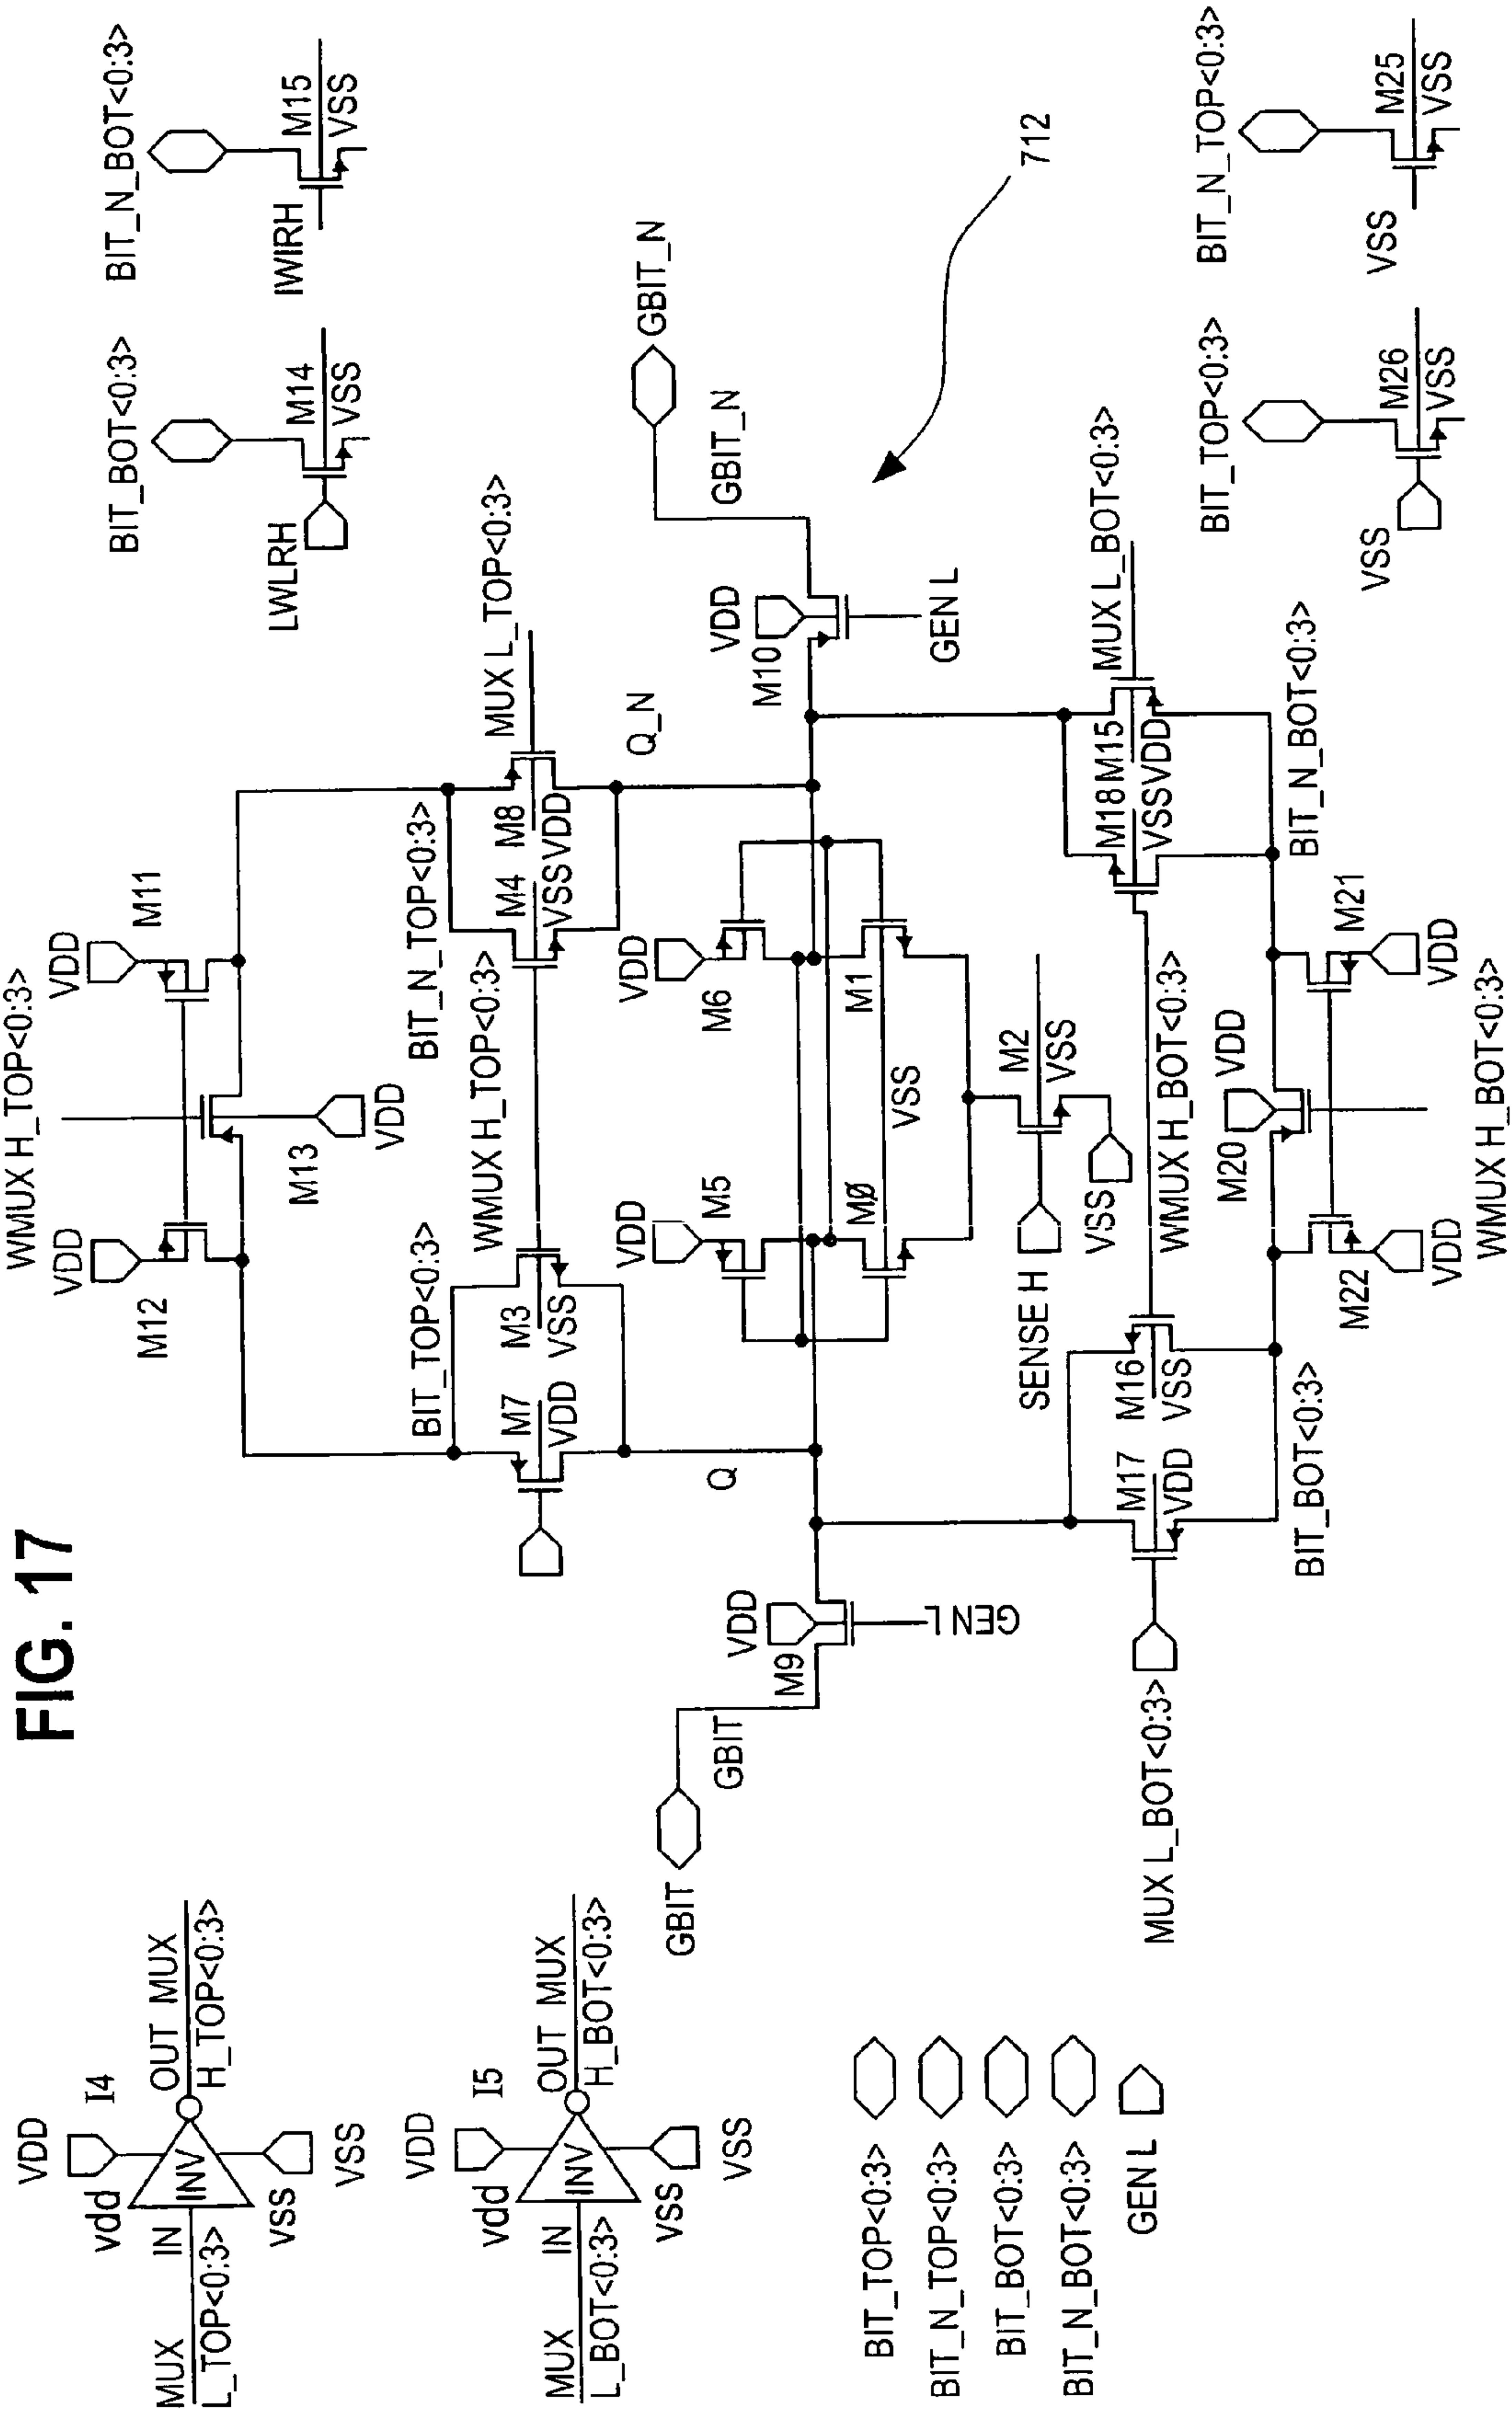 FIG. 17
VDD
I4
vdd
INV
IN
OUT MUX
H_TOP<0:3>
MUX
L_TOP<0:3>
vss
VSS
VDD
I5
vdd
INV
IN
OUT MUX
H_BOT<0:3>
MUX
L_BOT<0:3>
vss
VSS
BIT_TOP<0:3>
BIT_N_TOP<0:3>
BIT_BOT<0:3>
BIT_N_BOT<0:3>
GEN L
WMUX H_TOP<0:3>
VDD
M12
VDD
M11
M13
VDD
BIT_TOP<0:3>
BIT_N_TOP<0:3>
WMUX H_TOP<0:3>
MUX L_TOP<0:3>
M7
VDD
M3
VSS
M4
VSS
M8
VDD
Q
Q_N
GBIT
GBIT
M9
VDD
GEN L
VDD
M5
MØ
VDD
M6
M1
VSS
SENSE H
M2
VSS
VSS
M10
VDD
GEN L
GBIT_N
GBIT_N
712
MUX L_BOT<0:3>
M17
VDD
M16
VSS
WMUX H_BOT<0:3>
M18
VSS
M15
VDD
MUX L_BOT<0:3>
BIT_BOT<0:3>
BIT_N_BOT<0:3>
M20
VDD
M22
VDD
M21
VDD
WMUX H_BOT<0:3>
BIT_BOT<0:3>
LWLRH
M14
VSS
BIT_N_BOT<0:3>
IWIRH
M15
VSS
BIT_TOP<0:3>
VSS
M26
VSS
BIT_N_TOP<0:3>
VSS
M25
VSS